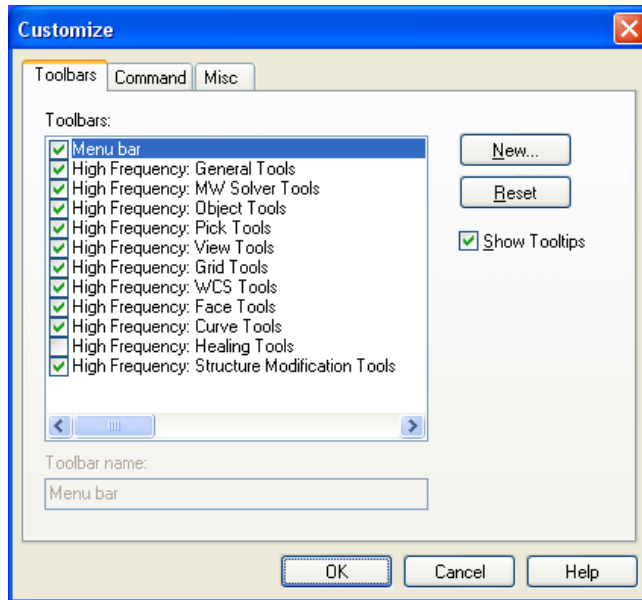 Customize
Toolbars Command Misc
Toolbars:
Menu bar
High Frequency: General Tools
High Frequency: MW Solver Tools
High Frequency: Object Tools
High Frequency: Pick Tools
High Frequency: View Tools
High Frequency: Grid Tools
High Frequency: WCS Tools
High Frequency: Face Tools
High Frequency: Curve Tools
High Frequency: Healing Tools
High Frequency: Structure Modification Tools
New...
Reset
Show Tooltips
Toolbar name:
Menu bar
OK Cancel Help